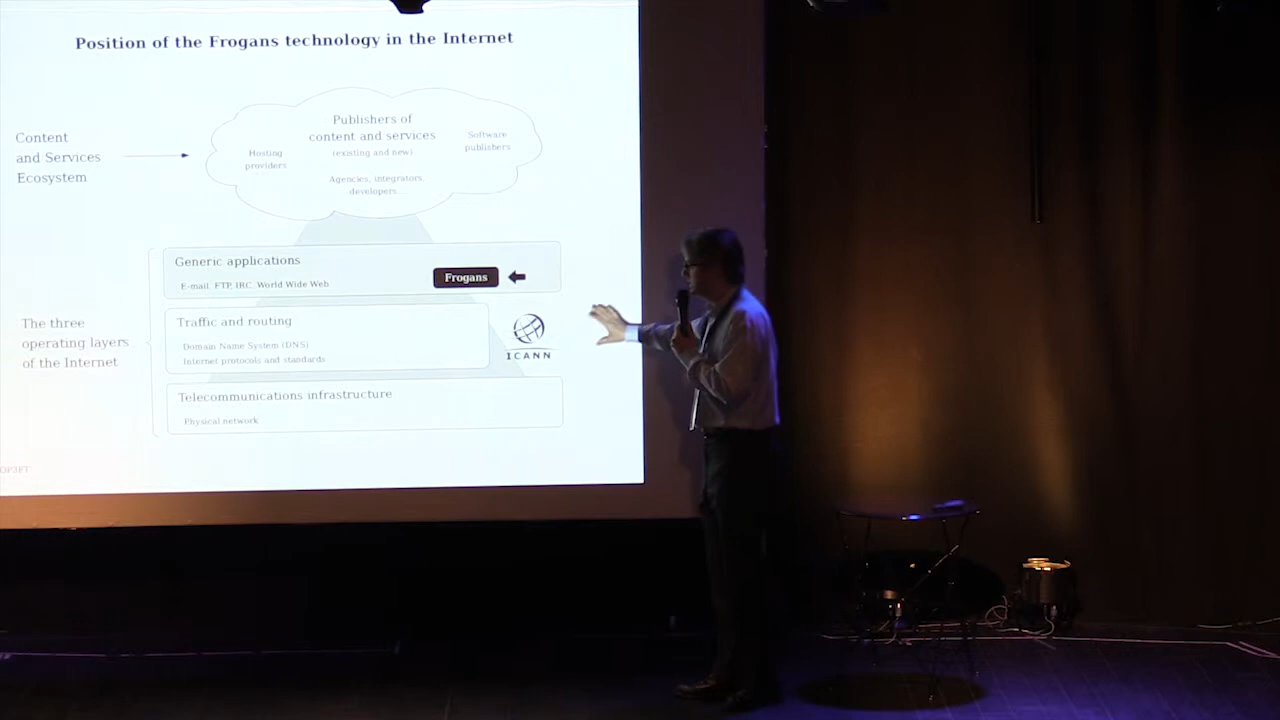 Position of the Frogans technology in the Internet
Content
and Services
Ecosystem
Publishers of
content and services
(existing and new)
Hosting
providers
Software
publishers
Agencies, integrators,
developers...
Generic applications
E-mail, FTP, IRC, World Wide Web
Frogans
The three
operating layers
of the Internet
Traffic and routing
Domain Name System (DNS)
Internet protocols and standards
ICANN
Telecommunications infrastructure
Physical network
OP3FT